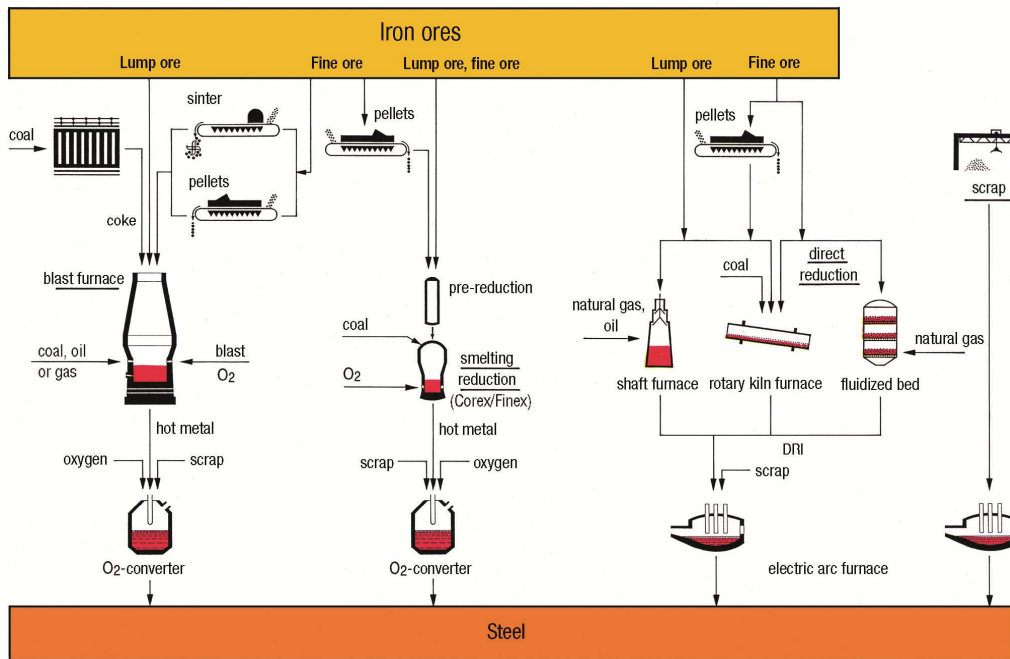 Iron ores
Lump ore
Fine ore
Lump ore, fine ore
Lump ore
Fine ore
sinter
pellets
pellets
coal
scrap
pellets
coke
blast furnace
pre-reduction
coal
direct
reduction
natural gas,
oil
coal
natural gas
coal, oil
or gas
blast
O2
O2
smelting
reduction
(Corex/Finex)
shaft furnace
rotary kiln furnace
fluidized bed
hot metal
hot metal
DRI
oxygen
scrap
scrap
oxygen
scrap
O2-converter
O2-converter
electric arc furnace
Steel